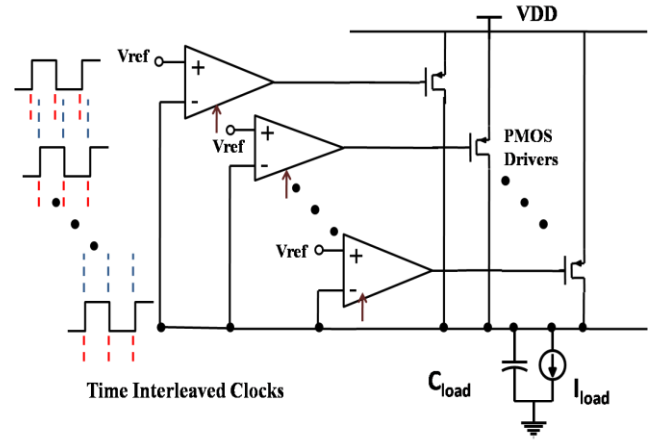 VDD
Vref
+
-
Vref
+
-
PMOS
Drivers
Vref
+
-
Time Interleaved Clocks
Cload
Iload